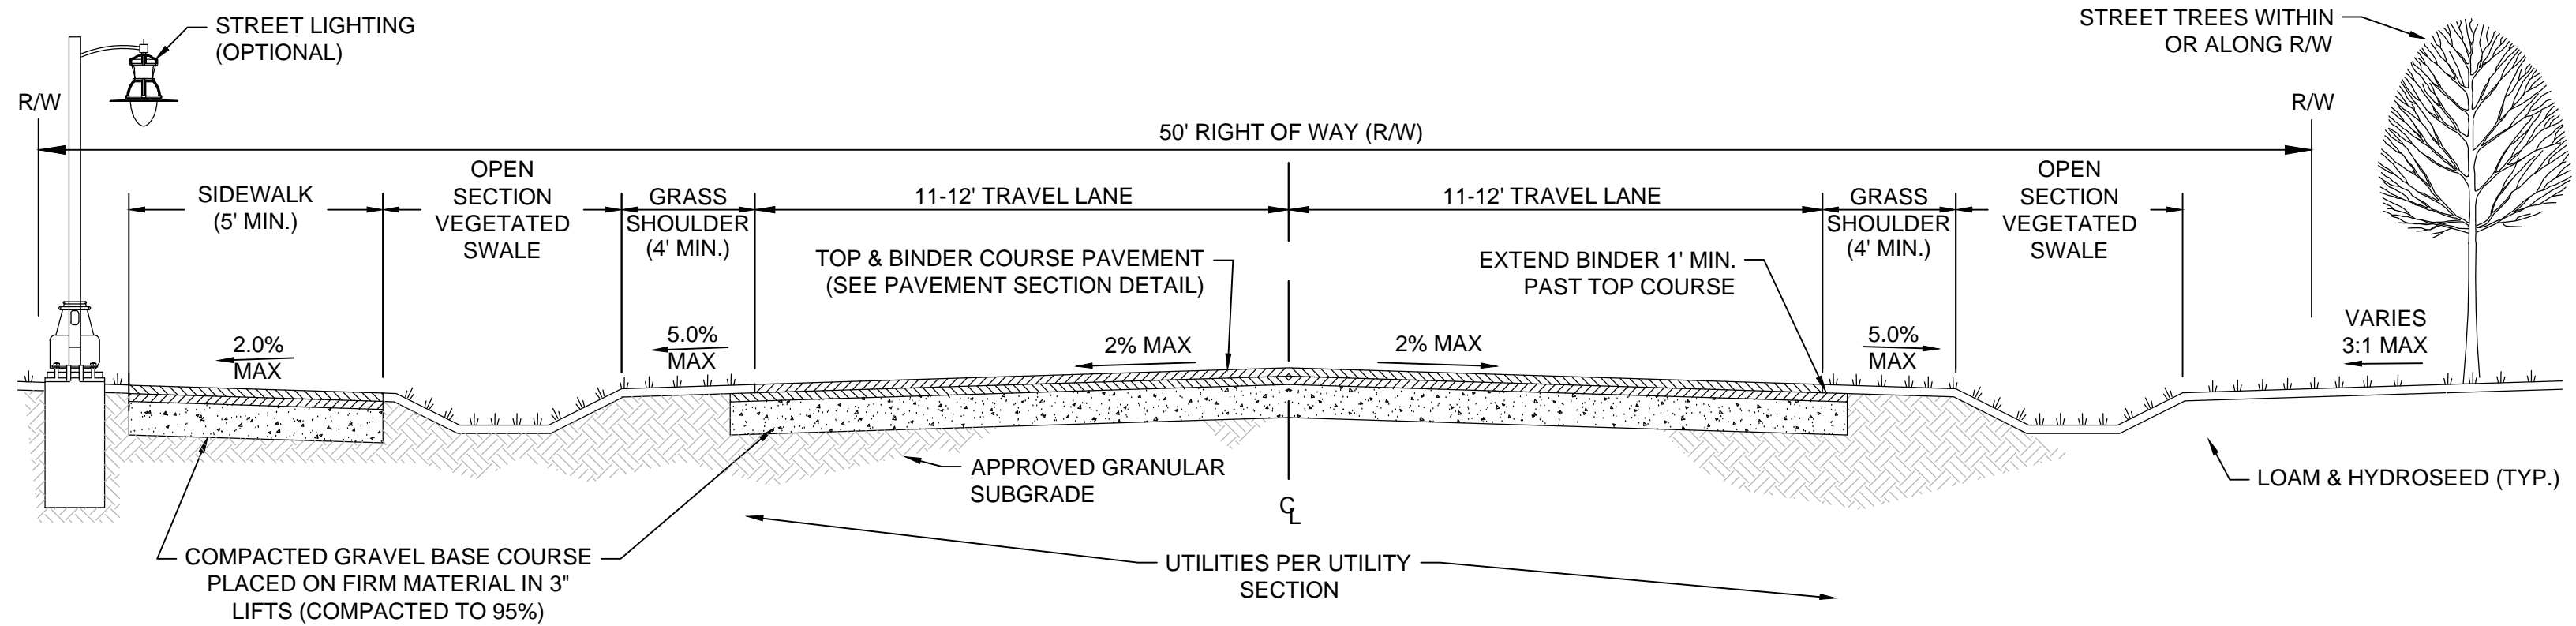 STREET LIGHTING
(OPTIONAL)
STREET TREES WITHIN
OR ALONG R/W
R/W
R/W
50' RIGHT OF WAY (R/W)
SIDEWALK
(5' MIN.)
OPEN
SECTION
VEGETATED
SWALE
GRASS
SHOULDER
(4' MIN.)
11-12' TRAVEL LANE
11-12' TRAVEL LANE
GRASS
SHOULDER
(4' MIN.)
OPEN
SECTION
VEGETATED
SWALE
TOP & BINDER COURSE PAVEMENT
(SEE PAVEMENT SECTION DETAIL)
EXTEND BINDER 1' MIN.
PAST TOP COURSE
2.0%
MAX
5.0%
MAX
2% MAX
2% MAX
5.0%
MAX
VARIES
3:1 MAX
APPROVED GRANULAR
SUBGRADE
LOAM & HYDROSEED (TYP.)
CL
COMPACTED GRAVEL BASE COURSE
PLACED ON FIRM MATERIAL IN 3"
LIFTS (COMPACTED TO 95%)
UTILITIES PER UTILITY
SECTION